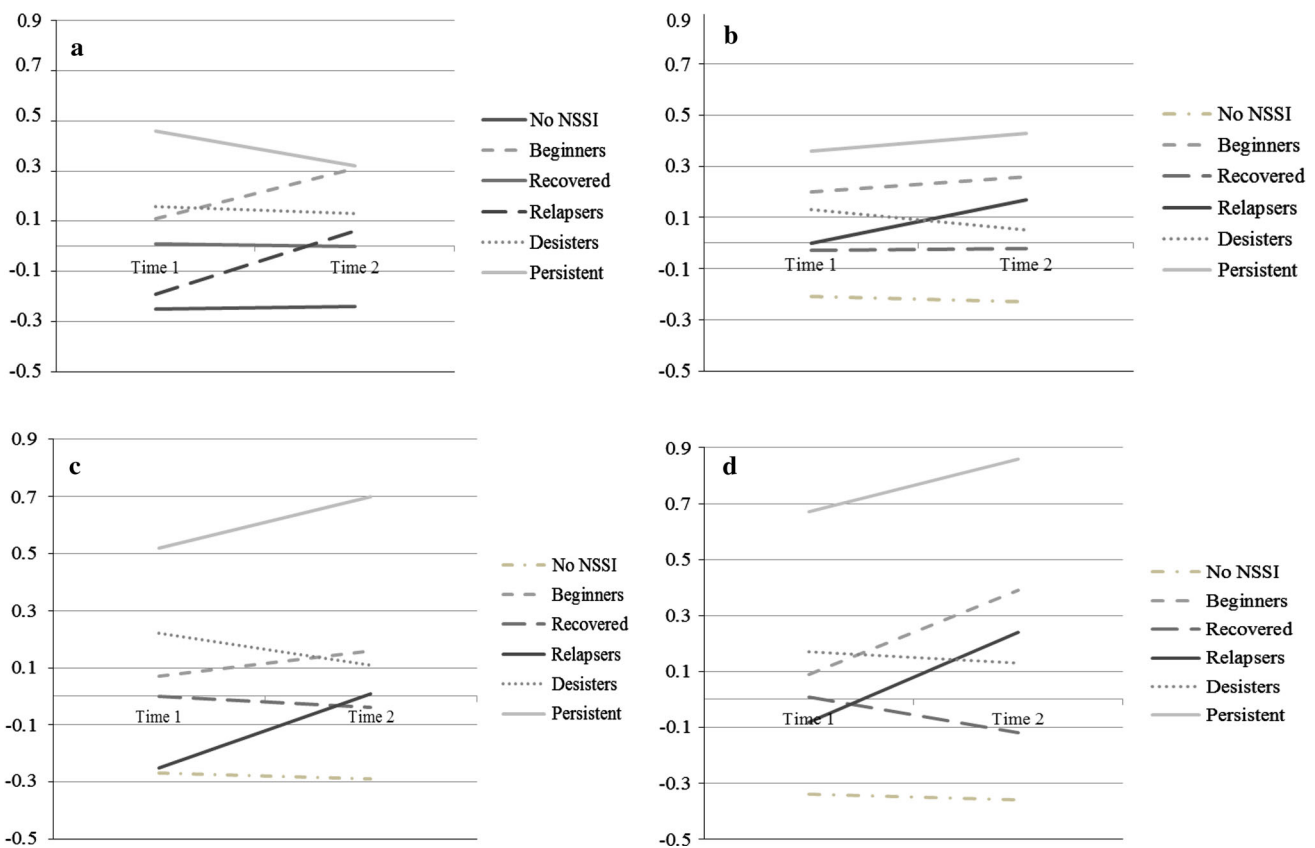 a
0.9
0.7
0.5
0.3
0.1
-0.1
-0.3
-0.5
Time 1
Time 2
No NSSI
Beginners
Recovered
Relapsers
Desisters
Persistent
b
0.9
0.7
0.5
0.3
0.1
-0.1
-0.3
-0.5
Time 1
Time 2
No NSSI
Beginners
Recovered
Relapsers
Desisters
Persistent
c
0.9
0.7
0.5
0.3
0.1
-0.1
-0.3
-0.5
Time 1
Time 2
No NSSI
Beginners
Recovered
Relapsers
Desisters
Persistent
d
0.9
0.7
0.5
0.3
0.1
-0.1
-0.3
-0.5
Time 1
Time 2
No NSSI
Beginners
Recovered
Relapsers
Desisters
Persistent